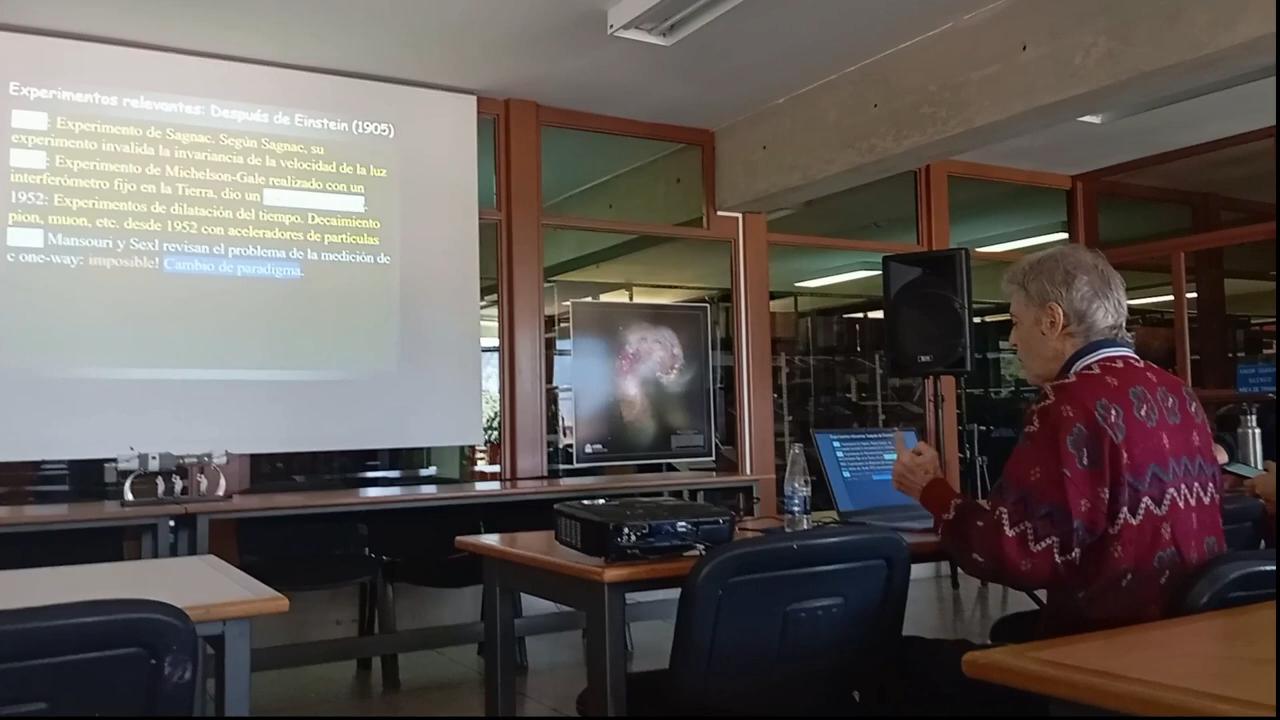 Experimentos relevantes: Después de Einstein (1905)
: Experimento de Sagnac. Según Sagnac, su
experimento invalida la invariancia de la velocidad de la luz
: Experimento de Michelson-Gale realizado con un
interferómetro fijo en la Tierra, dio un .
1952: Experimentos de dilatación del tiempo. Decaimiento
pion, muon, etc. desde 1952 con aceleradores de particulas
Mansouri y Sexl revisan el problema de la medición de
c one-way: imposible! Cambio de paradigma.